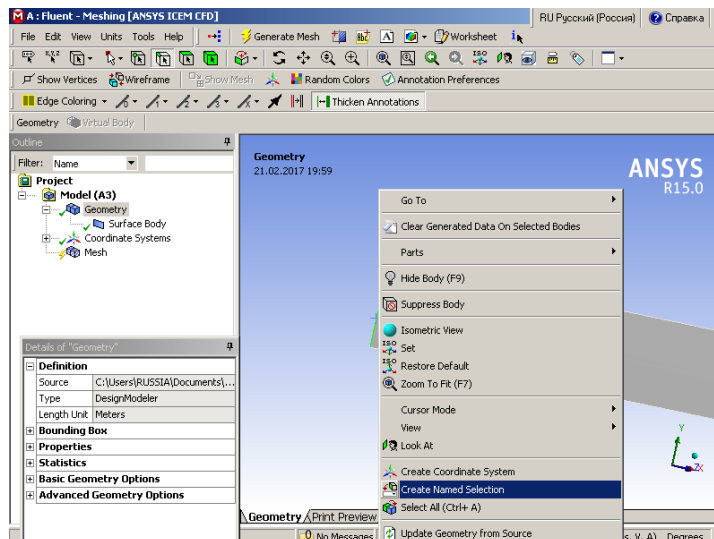 A : Fluent - Meshing [ANSYS ICEM CFD]
RU Русский (Россия)
Справка
File Edit View Units Tools Help
Generate Mesh
Worksheet
Show Vertices Wireframe Show Mesh Random Colors Annotation Preferences
Edge Coloring Thicken Annotations
Geometry Virtual Body
Outline
Filter: Name
Project
Model (A3)
Geometry
Surface Body
Coordinate Systems
Mesh
Details of "Geometry"
Definition
Source C:\Users\RUSSIA\Documents\...
Type DesignModeler
Length Unit Meters
Bounding Box
Properties
Statistics
Basic Geometry Options
Advanced Geometry Options
Geometry
21.02.2017 19:59
ANSYS
R15.0
Go To
Clear Generated Data On Selected Bodies
Parts
Hide Body (F9)
Suppress Body
Isometric View
ISO Set
ISO Restore Default
Zoom To Fit (F7)
Cursor Mode
View
Look At
Create Coordinate System
Create Named Selection
Select All (Ctrl+ A)
Update Geometry from Source
Y
ZX
Geometry Print Preview
No Messages
s, V, A) Degrees